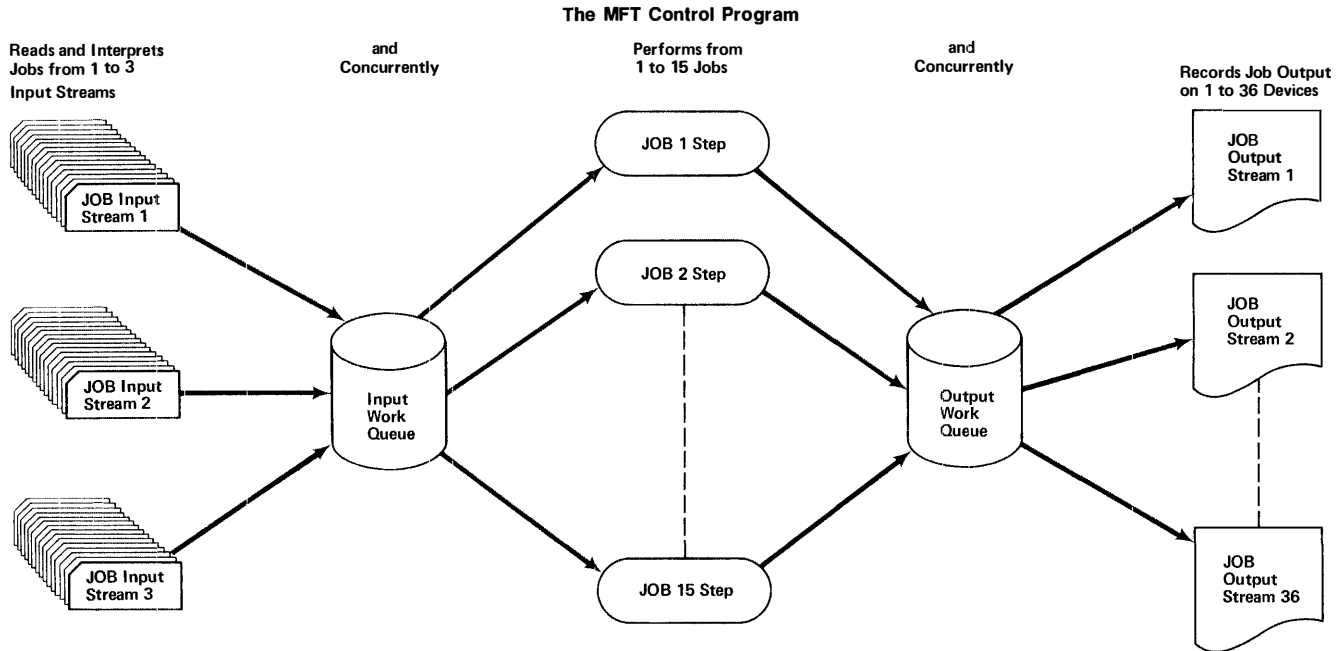 The MFT Control Program
Reads and Interprets
Jobs from 1 to 3
Input Streams
and
Concurrently
Performs from
1 to 15 Jobs
and
Concurrently
Records Job Output
on 1 to 36 Devices
JOB Input
Stream 1
JOB Input
Stream 2
JOB Input
Stream 3
Input
Work
Queue
JOB 1 Step
JOB 2 Step
JOB 15 Step
Output
Work
Queue
JOB
Output
Stream 1
JOB
Output
Stream 2
JOB
Output
Stream 36